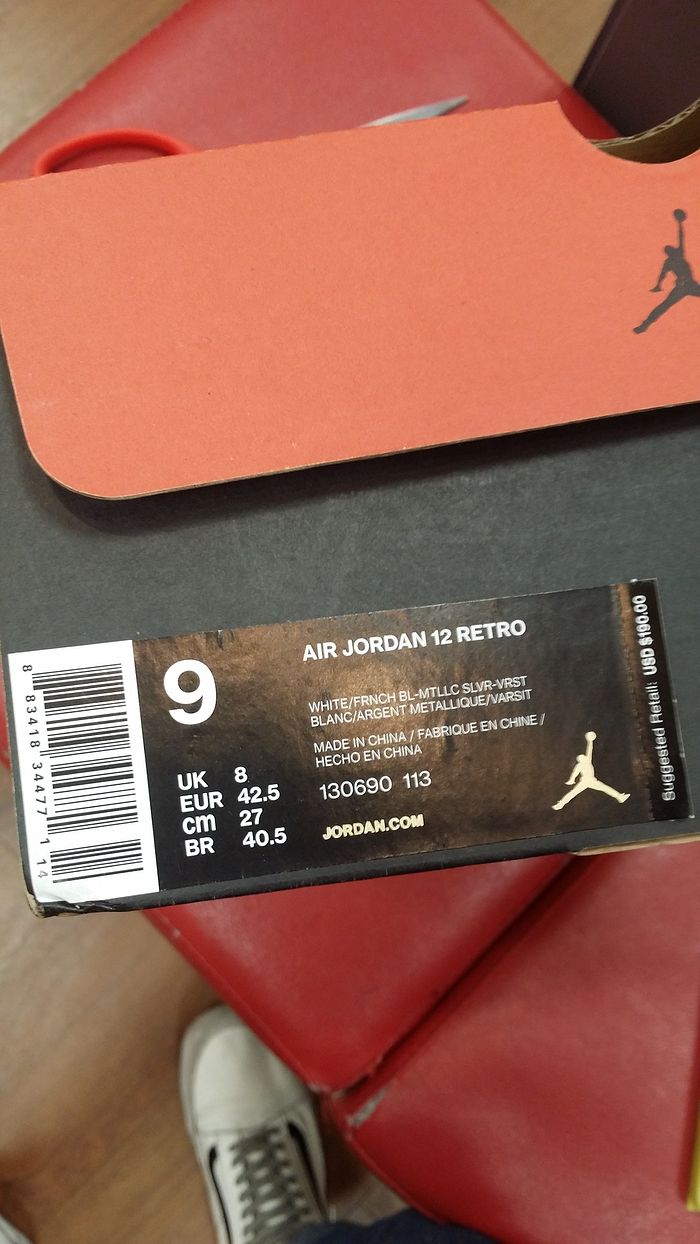 AIR JORDAN 12 RETRO
9
WHITE/FRNCH BL-MTLLC SLVR-VRST
BLANC/ARGENT METALLIQUE/VARSIT
MADE IN CHINA / FABRIQUE EN CHINE /
HECHO EN CHINA
130690 113
JORDAN.COM
UK 8
EUR 42.5
cm 27
BR 40.5
Suggested Retail: USD $190.00
8 83418 34477 1 14